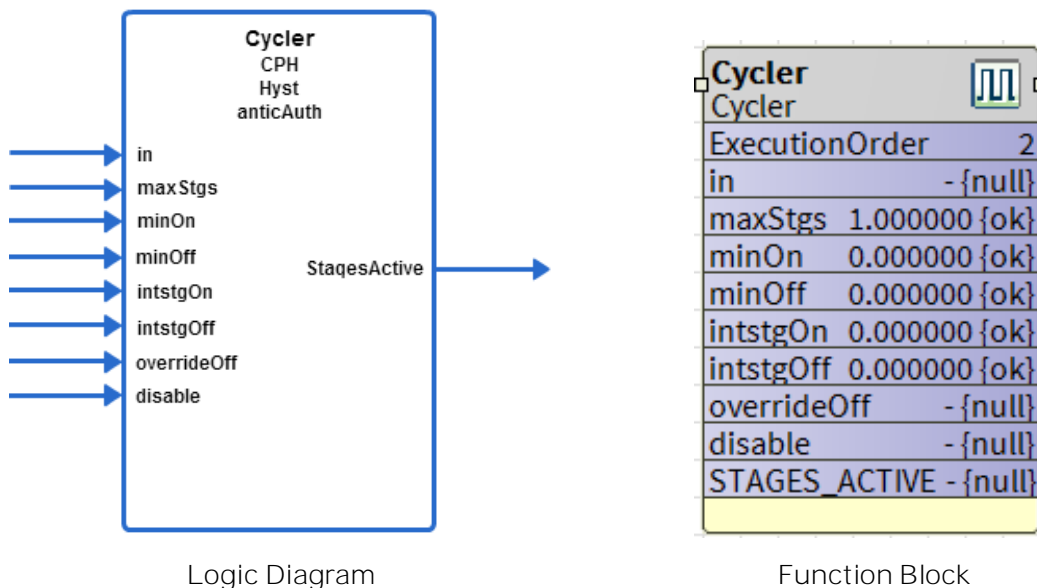 Cycler
CPH
Hyst
anticAuth
in
maxStgs
minOn
minOff
intstgOn
intstgOff
overrideOff
disable
StaqesActive
Logic Diagram
Cycler
Cycler
ExecutionOrder 2
in - {null}
maxStgs 1.000000 {ok}
minOn 0.000000 {ok}
minOff 0.000000 {ok}
intstgOn 0.000000 {ok}
intstgOff 0.000000 {ok}
overrideOff - {null}
disable - {null}
STAGES_ACTIVE - {null}
Function Block